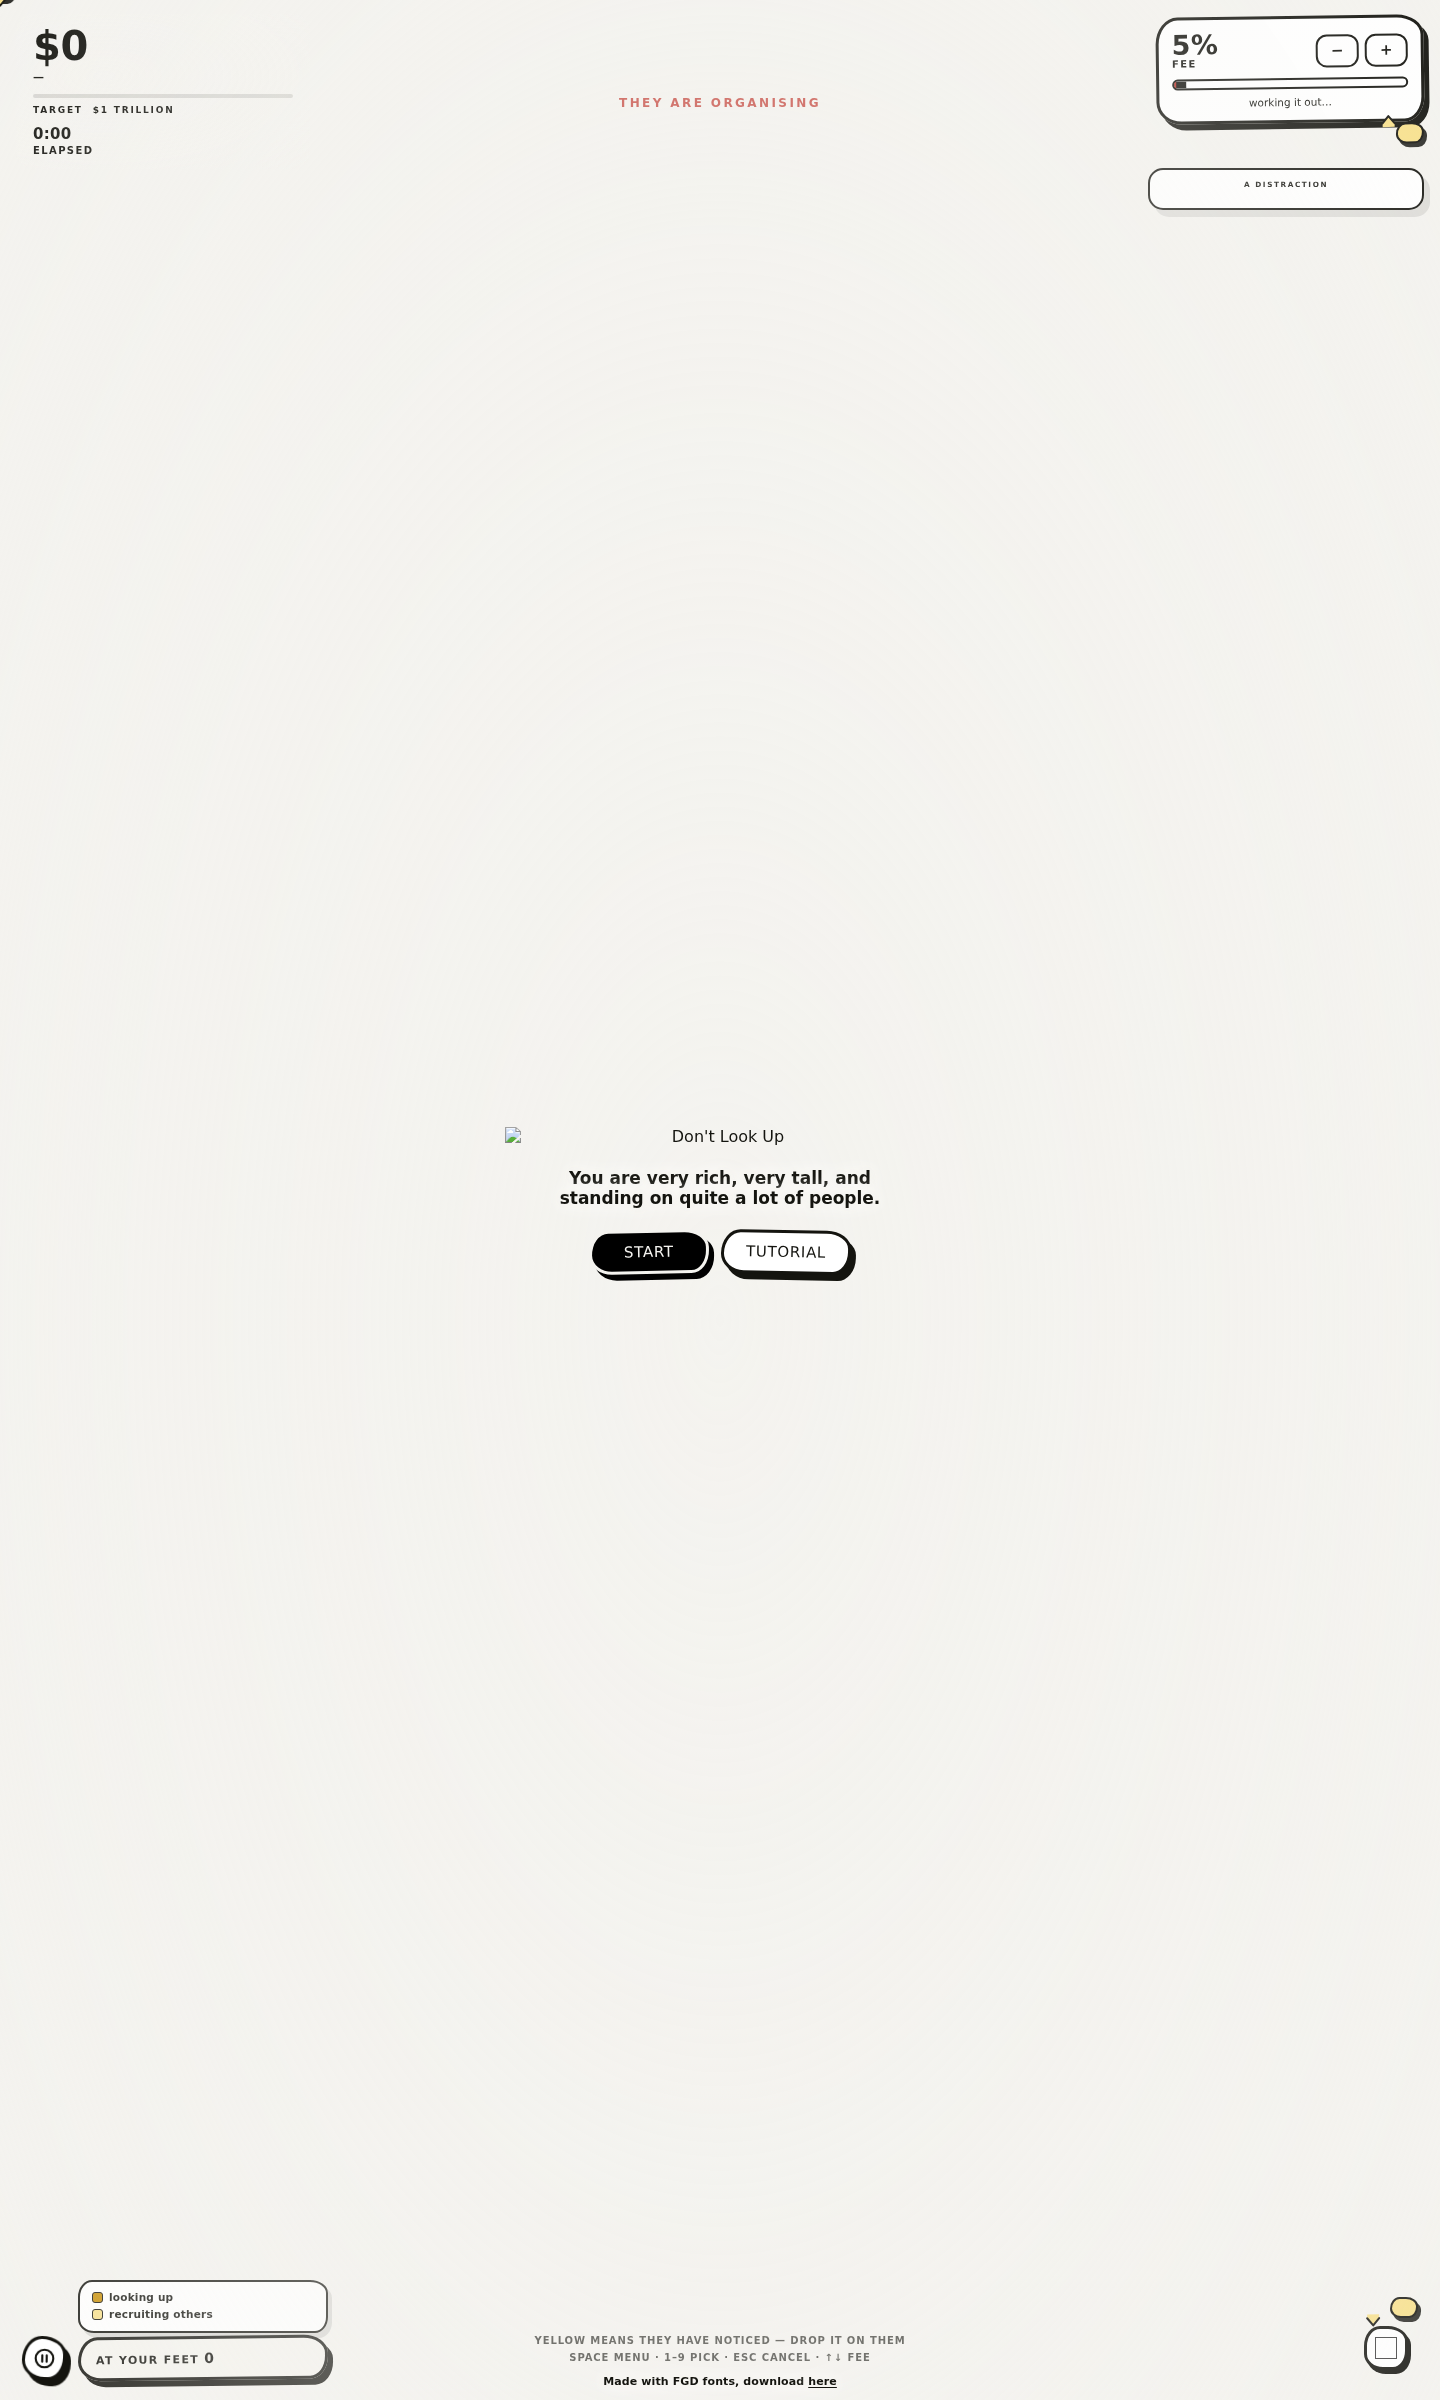 $0
—
TARGET $1 TRILLION
0:00
ELAPSED
THEY ARE ORGANISING
5%
FEE
− +
working it out…
A DISTRACTION
Don't Look Up
You are very rich, very tall, and
standing on quite a lot of people.
START TUTORIAL
looking up
recruiting others
AT YOUR FEET 0
YELLOW MEANS THEY HAVE NOTICED — DROP IT ON THEM
SPACE MENU · 1–9 PICK · ESC CANCEL · ↑↓ FEE
Made with FGD fonts, download here